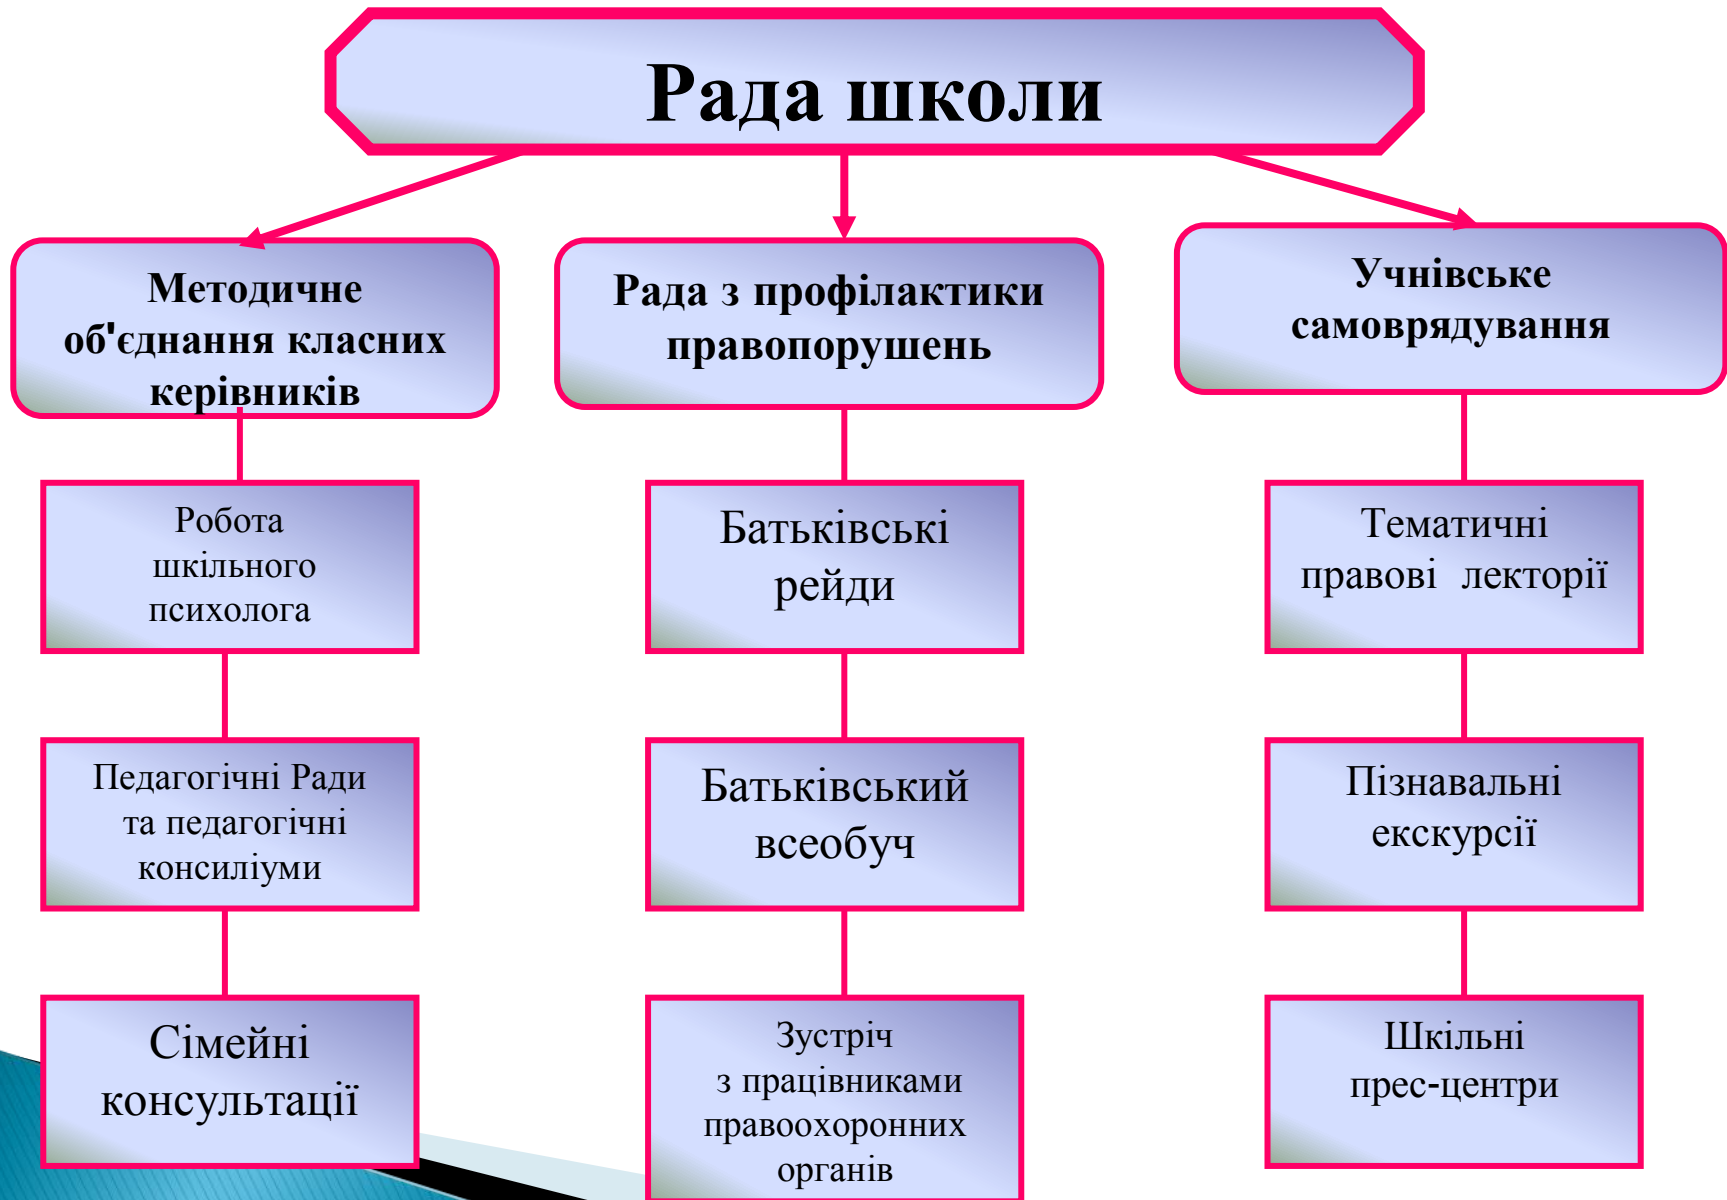 Рада школи
Методичне
об'єднання класних
керівників
Рада з профілактики
правопорушень
Учнівське
самоврядування
Робота
шкільного
психолога
Батьківські
рейди
Тематичні
правові лекторії
Педагогічні Ради
та педагогічні
консиліуми
Батьківський
всеобуч
Пізнавальні
екскурсії
Сімейні
консультації
Зустріч
з працівниками
правоохоронних
органів
Шкільні
прес-центри